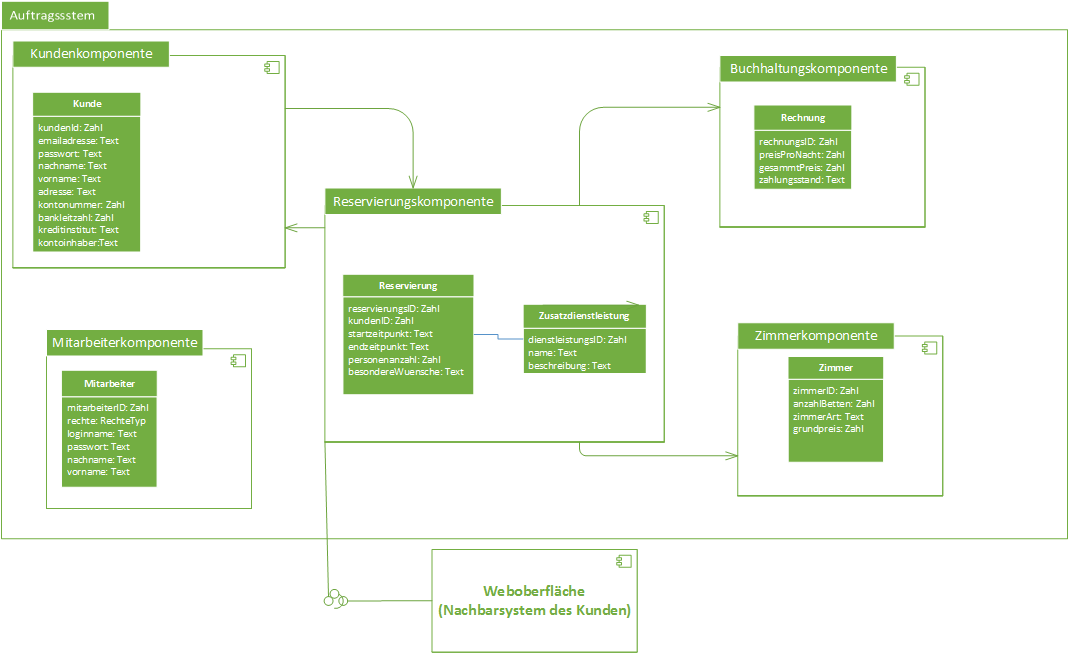 Auftragssstem
Kundenkomponente
Kunde
kundenId: Zahl
emailadresse: Text
passwort: Text
nachname: Text
vorname: Text
adresse: Text
kontonummer: Zahl
bankleitzahl: Zahl
kreditinstitut: Text
kontoinhaber:Text
Buchhaltungskomponente
Rechnung
rechnungsID: Zahl
preisProNacht: Zahl
gesammtPreis: Zahl
zahlungsstand: Text
Reservierungskomponente
Reservierung
reservierungsID: Zahl
kundenID: Zahl
startzeitpunkt: Text
endzeitpunkt: Text
personenanzahl: Zahl
besondereWuensche: Text
Zusatzdienstleistung
dienstleistungsID: Zahl
name: Text
beschreibung: Text
Mitarbeiterkomponente
Mitarbeiter
mitarbeiterID: Zahl
rechte: RechteTyp
loginname: Text
passwort: Text
nachname: Text
vorname: Text
Zimmerkomponente
Zimmer
zimmerID: Zahl
anzahlBetten: Zahl
zimmerArt: Text
grundpreis: Zahl
Weboberfläche
(Nachbarsystem des Kunden)